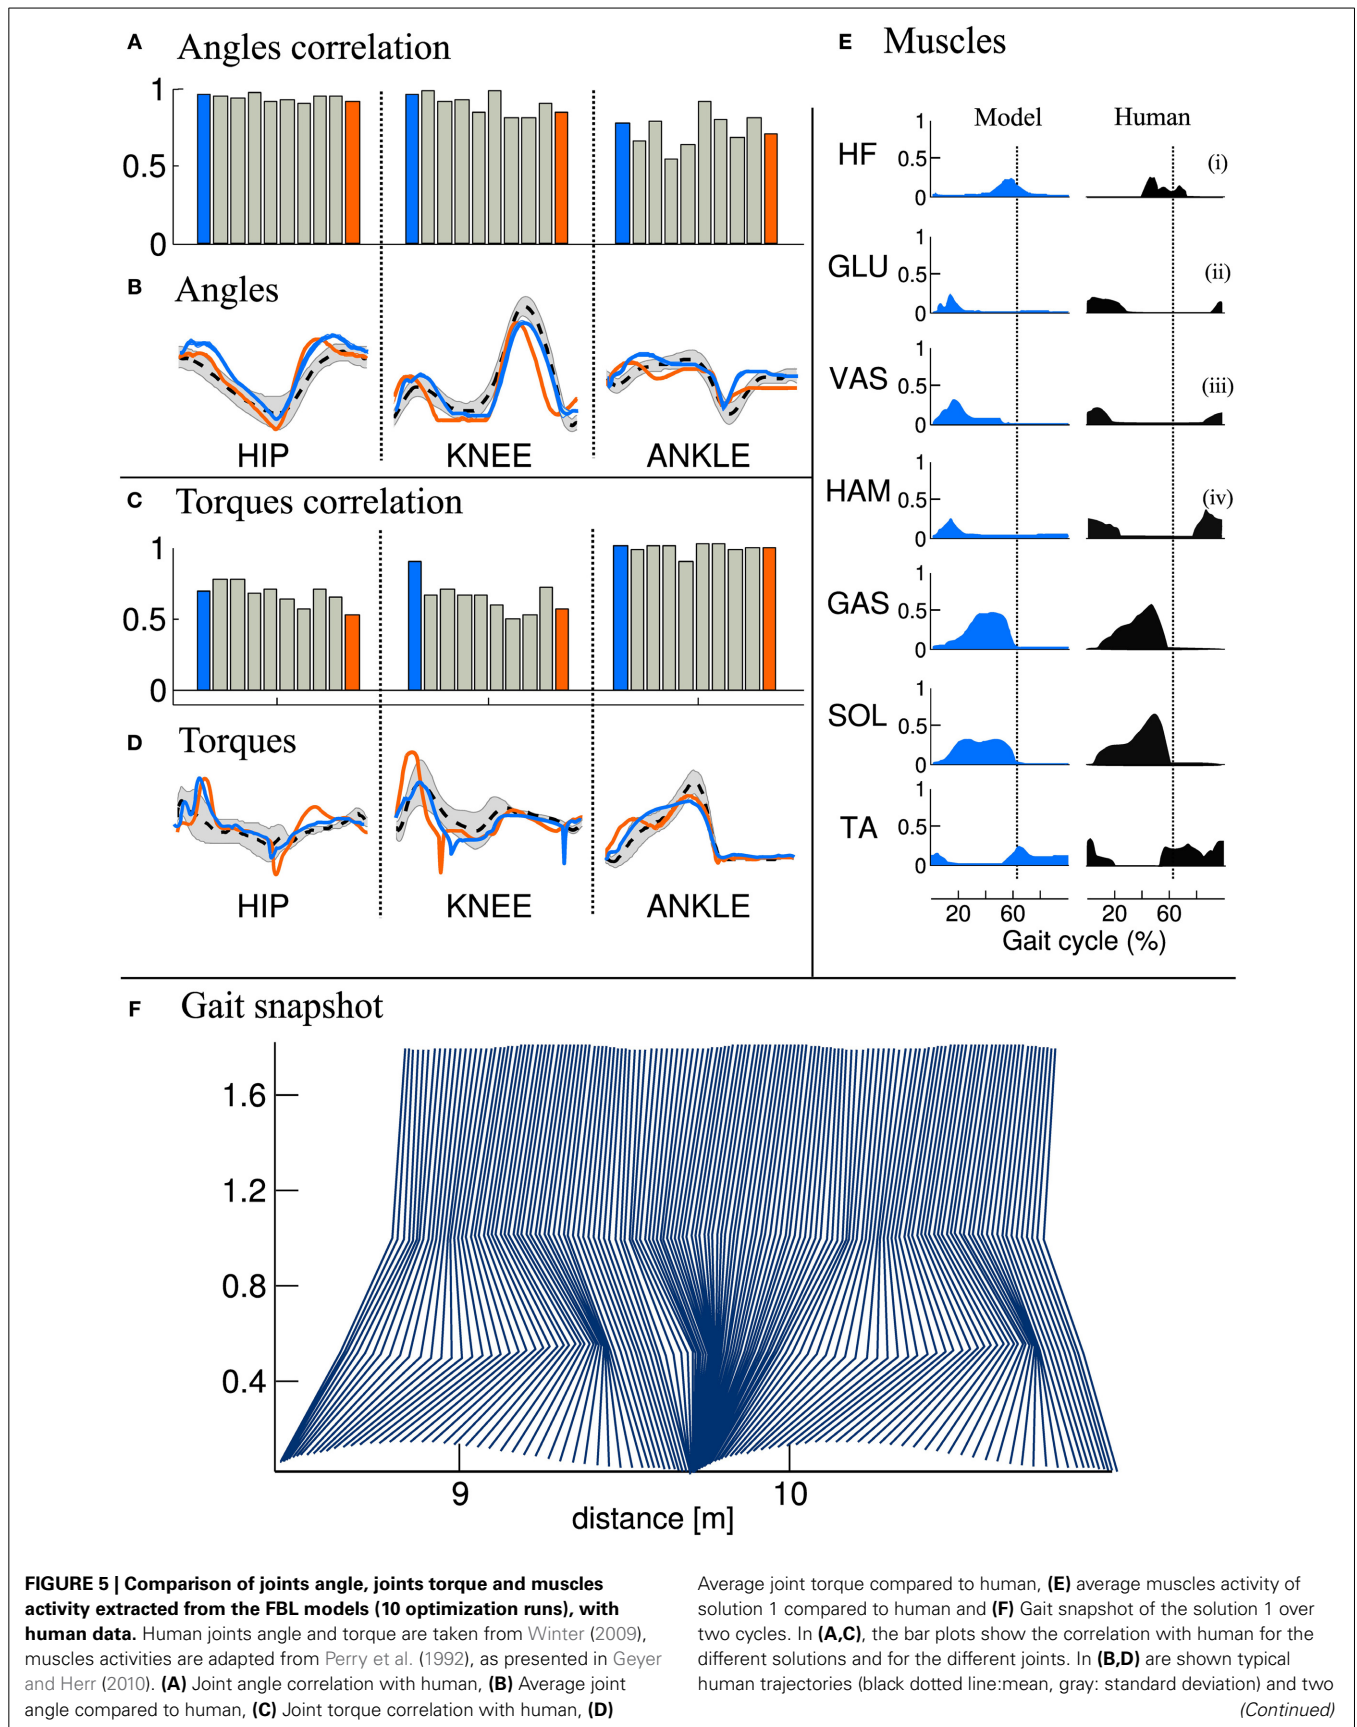 A Angles correlation
1
0.5
0
B Angles
HIP KNEE ANKLE
C Torques correlation
1
0.5
0
D Torques
HIP KNEE ANKLE
E Muscles
Model Human
HF 1 0.5 0 (i)
GLU 1 0.5 0 (ii)
VAS 1 0.5 0 (iii)
HAM 1 0.5 0 (iv)
GAS 1 0.5 0
SOL 1 0.5 0
TA 1 0.5 0
20 60 20 60
Gait cycle (%)
F Gait snapshot
1.6
1.2
0.8
0.4
9 10
distance [m]
FIGURE 5 | Comparison of joints angle, joints torque and muscles
activity extracted from the FBL models (10 optimization runs), with
human data. Human joints angle and torque are taken from Winter (2009),
muscles activities are adapted from Perry et al. (1992), as presented in Geyer
and Herr (2010). (A) Joint angle correlation with human, (B) Average joint
angle compared to human, (C) Joint torque correlation with human, (D)
Average joint torque compared to human, (E) average muscles activity of
solution 1 compared to human and (F) Gait snapshot of the solution 1 over
two cycles. In (A,C), the bar plots show the correlation with human for the
different solutions and for the different joints. In (B,D) are shown typical
human trajectories (black dotted line:mean, gray: standard deviation) and two
(Continued)